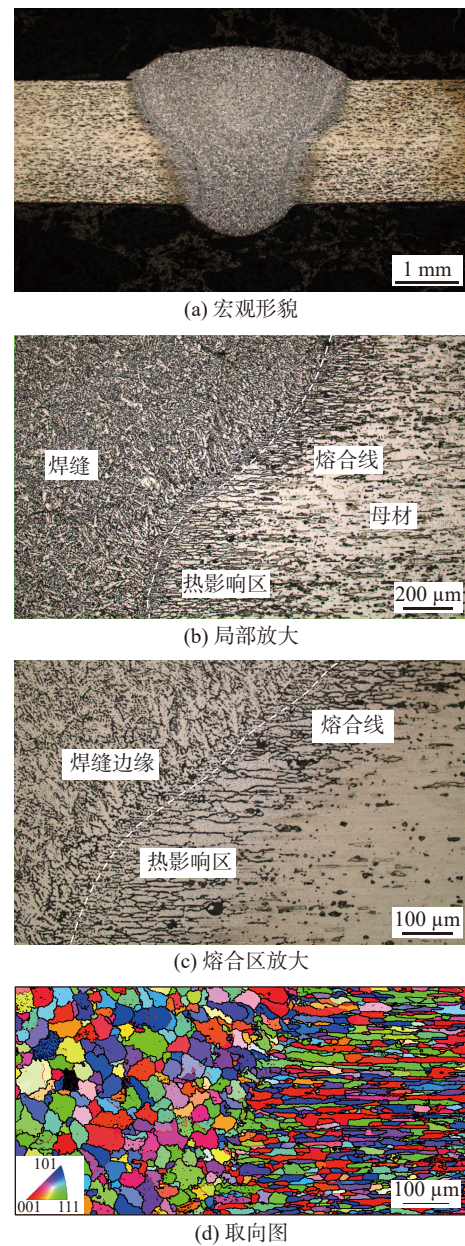 1 mm
(a) 宏观形貌
焊缝
熔合线
母材
热影响区
200 μm
(b) 局部放大
熔合线
焊缝边缘
热影响区
100 μm
(c) 熔合区放大
101
001 111
100 μm
(d) 取向图